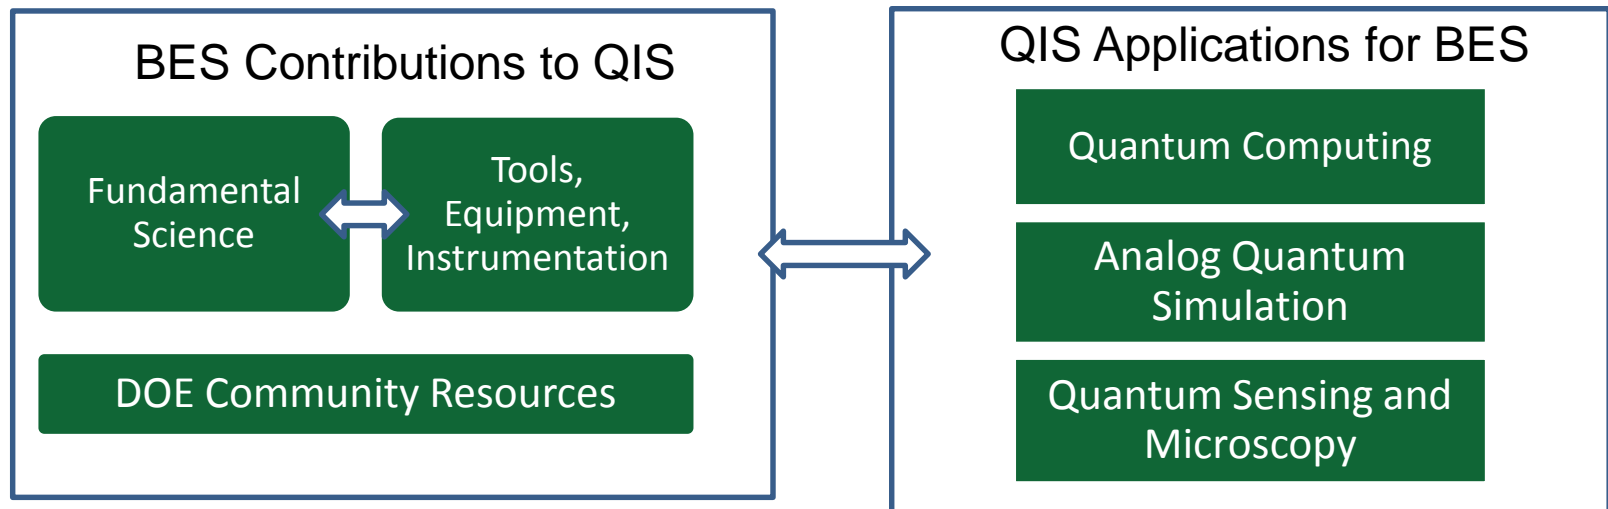 BES Contributions to QIS
Fundamental
Science
Tools,
Equipment,
Instrumentation
DOE Community Resources
QIS Applications for BES
Quantum Computing
Analog Quantum
Simulation
Quantum Sensing and
Microscopy